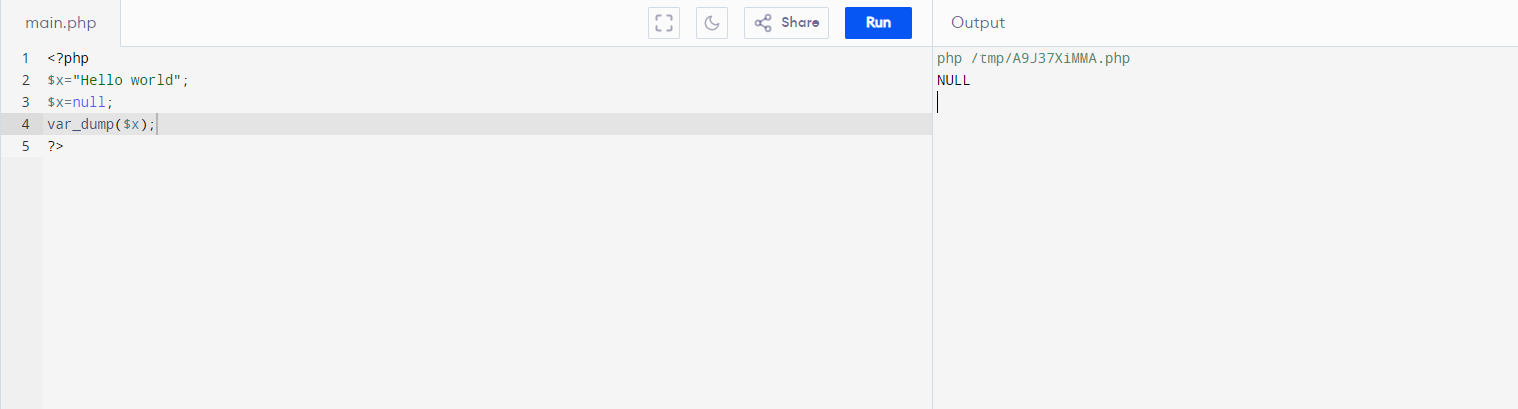 main.php
Share
Run
Output
1 <?php
2 $x="Hello world";
3 $x=null;
4 var_dump($x);
5 ?>
php /tmp/A9J37XiMMA.php
NULL